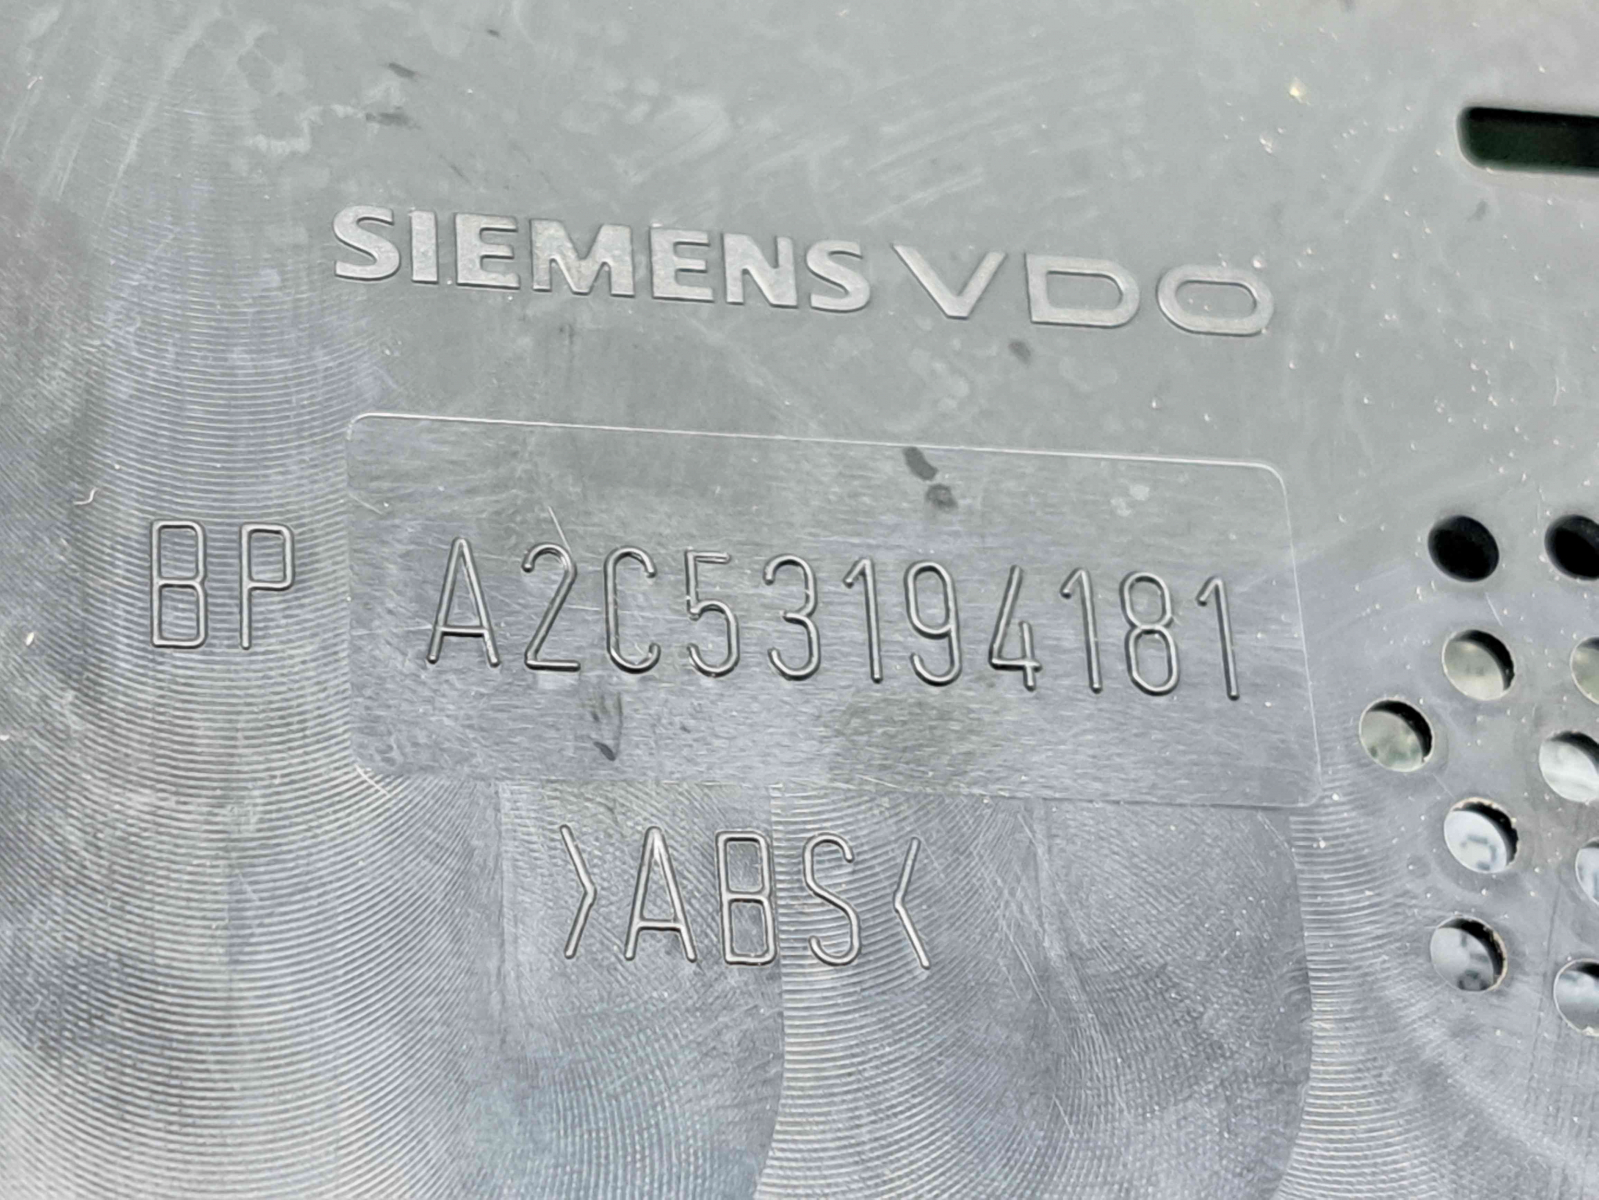 SIEMENS VDO
BP A2C53194181
>ABS<